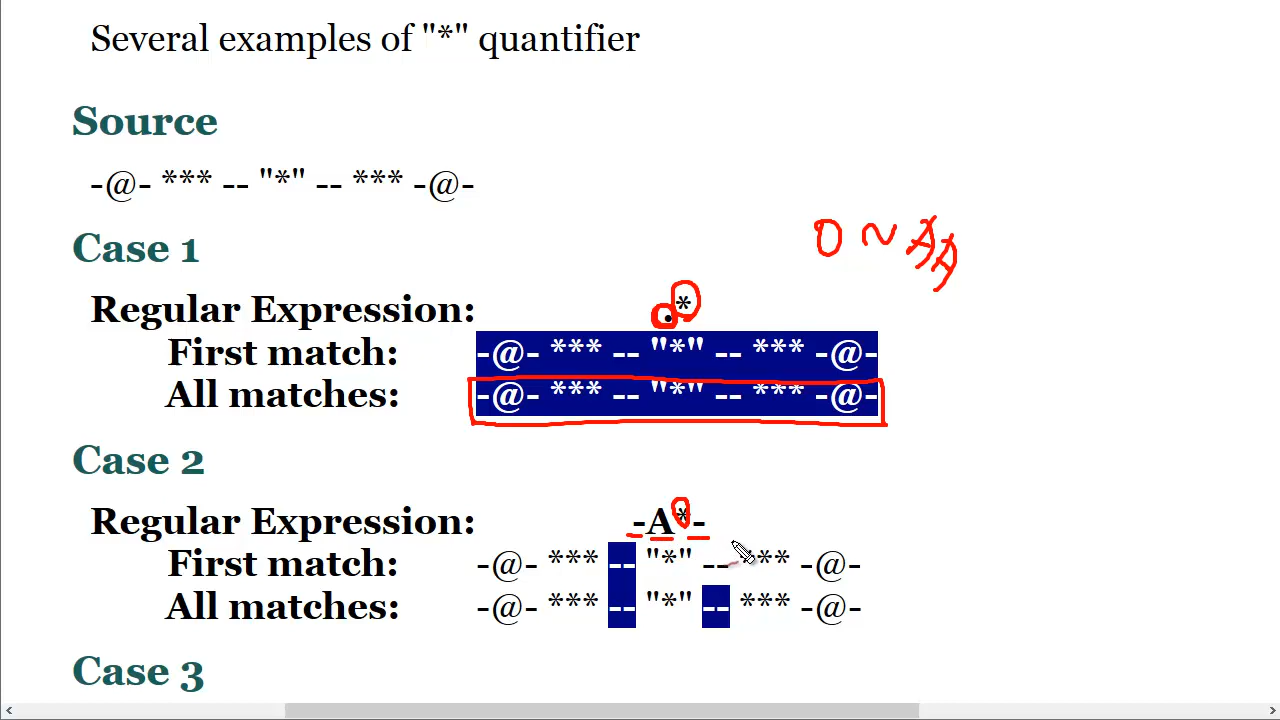 Several examples of "*" quantifier
Source
-@- *** -- "*" -- *** -@-
Case 1
0 ~
Regular Expression: .*
First match: -@- *** -- "*" -- *** -@-
All matches: -@- *** -- "*" -- *** -@-
Case 2
Regular Expression: -A*-
First match: -@- *** -- "*" -- *** -@-
All matches: -@- *** -- "*" -- *** -@-
Case 3